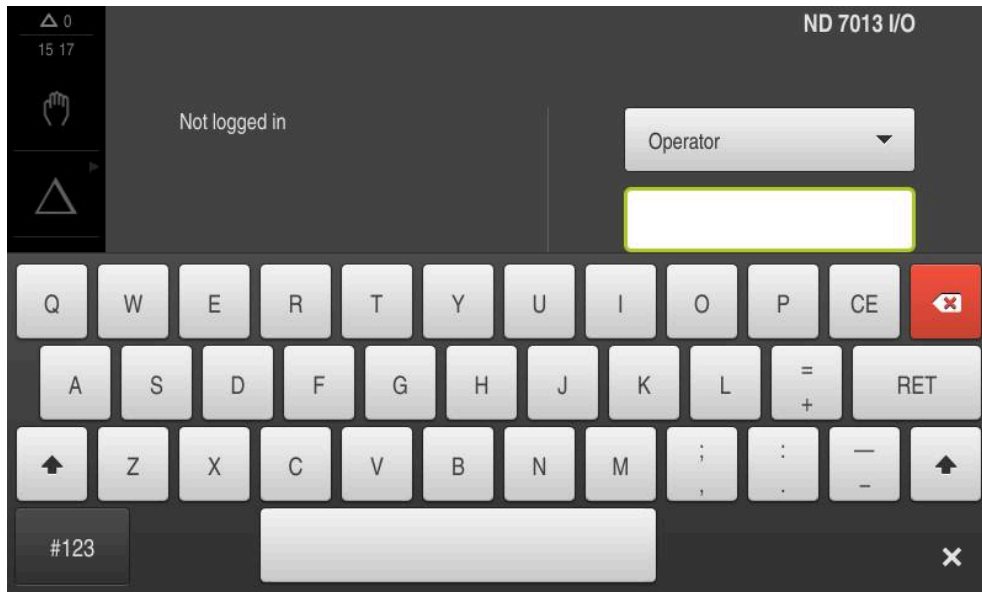 0
ND 7013 I/O
15 17
Not logged in
Operator
Q W E R T Y U I O P CE
A S D F G H J K L = + RET
Z X C V B N M ; , : . — –
#123